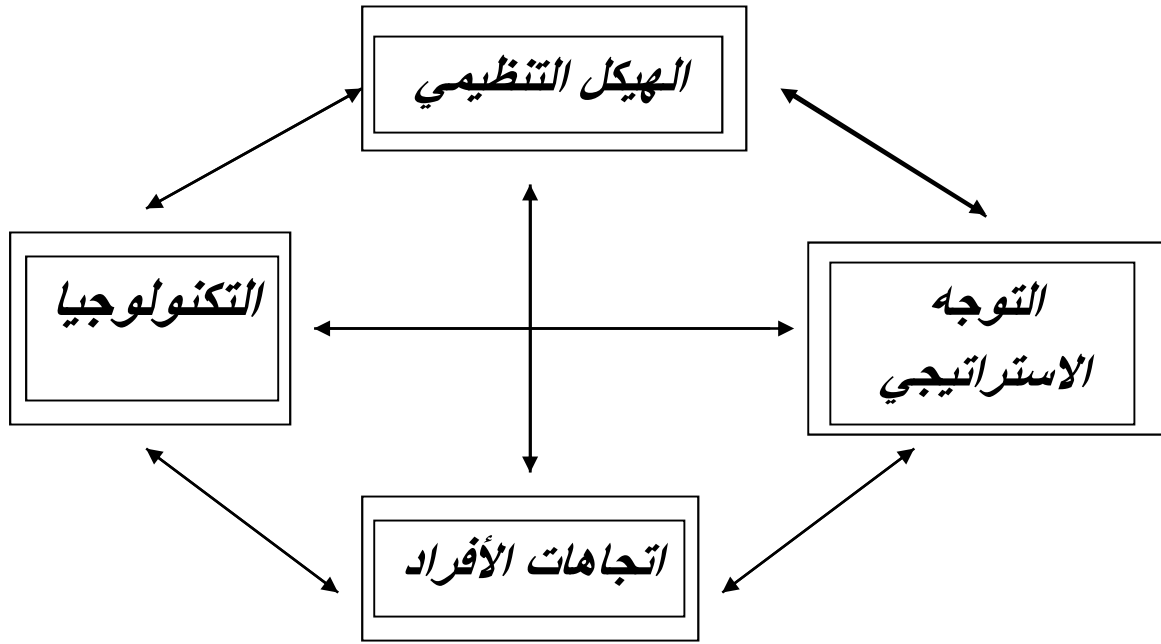 الهيكل التنظيمي
التوجه
الاستراتيجي
التكنولوجيا
اتجاهات الأفراد